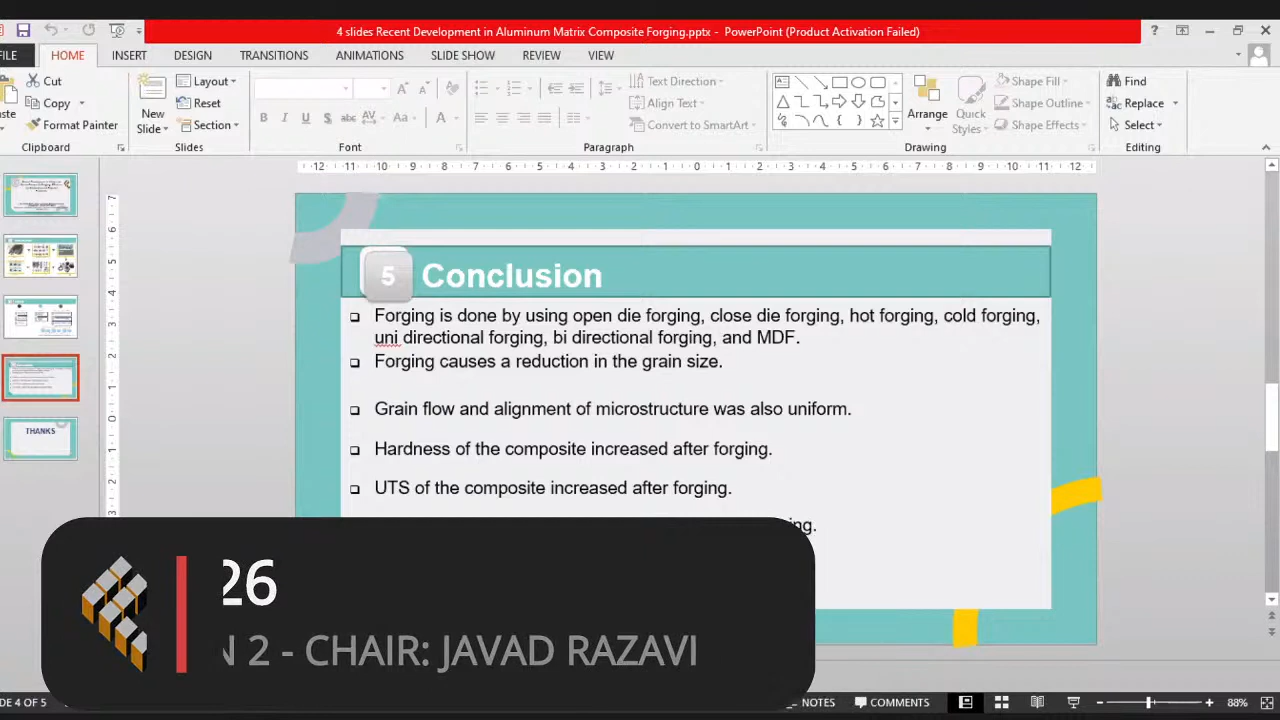 4 slides Recent Development in Aluminum Matrix Composite Forging.pptx - PowerPoint (Product Activation Failed)
HOME INSERT DESIGN TRANSITIONS ANIMATIONS SLIDE SHOW REVIEW VIEW
Cut
Copy
Format Painter
Clipboard
New Slide
Layout
Reset
Section
Slides
Font
Text Direction
Align Text
Convert to SmartArt
Paragraph
Arrange
Quick Styles
Shape Fill
Shape Outline
Shape Effects
Drawing
Find
Replace
Select
Editing
THANKS
5 Conclusion
Forging is done by using open die forging, close die forging, hot forging, cold forging,
uni directional forging, bi directional forging, and MDF.
Forging causes a reduction in the grain size.
Grain flow and alignment of microstructure was also uniform.
Hardness of the composite increased after forging.
UTS of the composite increased after forging.
26
N 2 - CHAIR: JAVAD RAZAVI
DE 4 OF 5
NOTES COMMENTS 88%